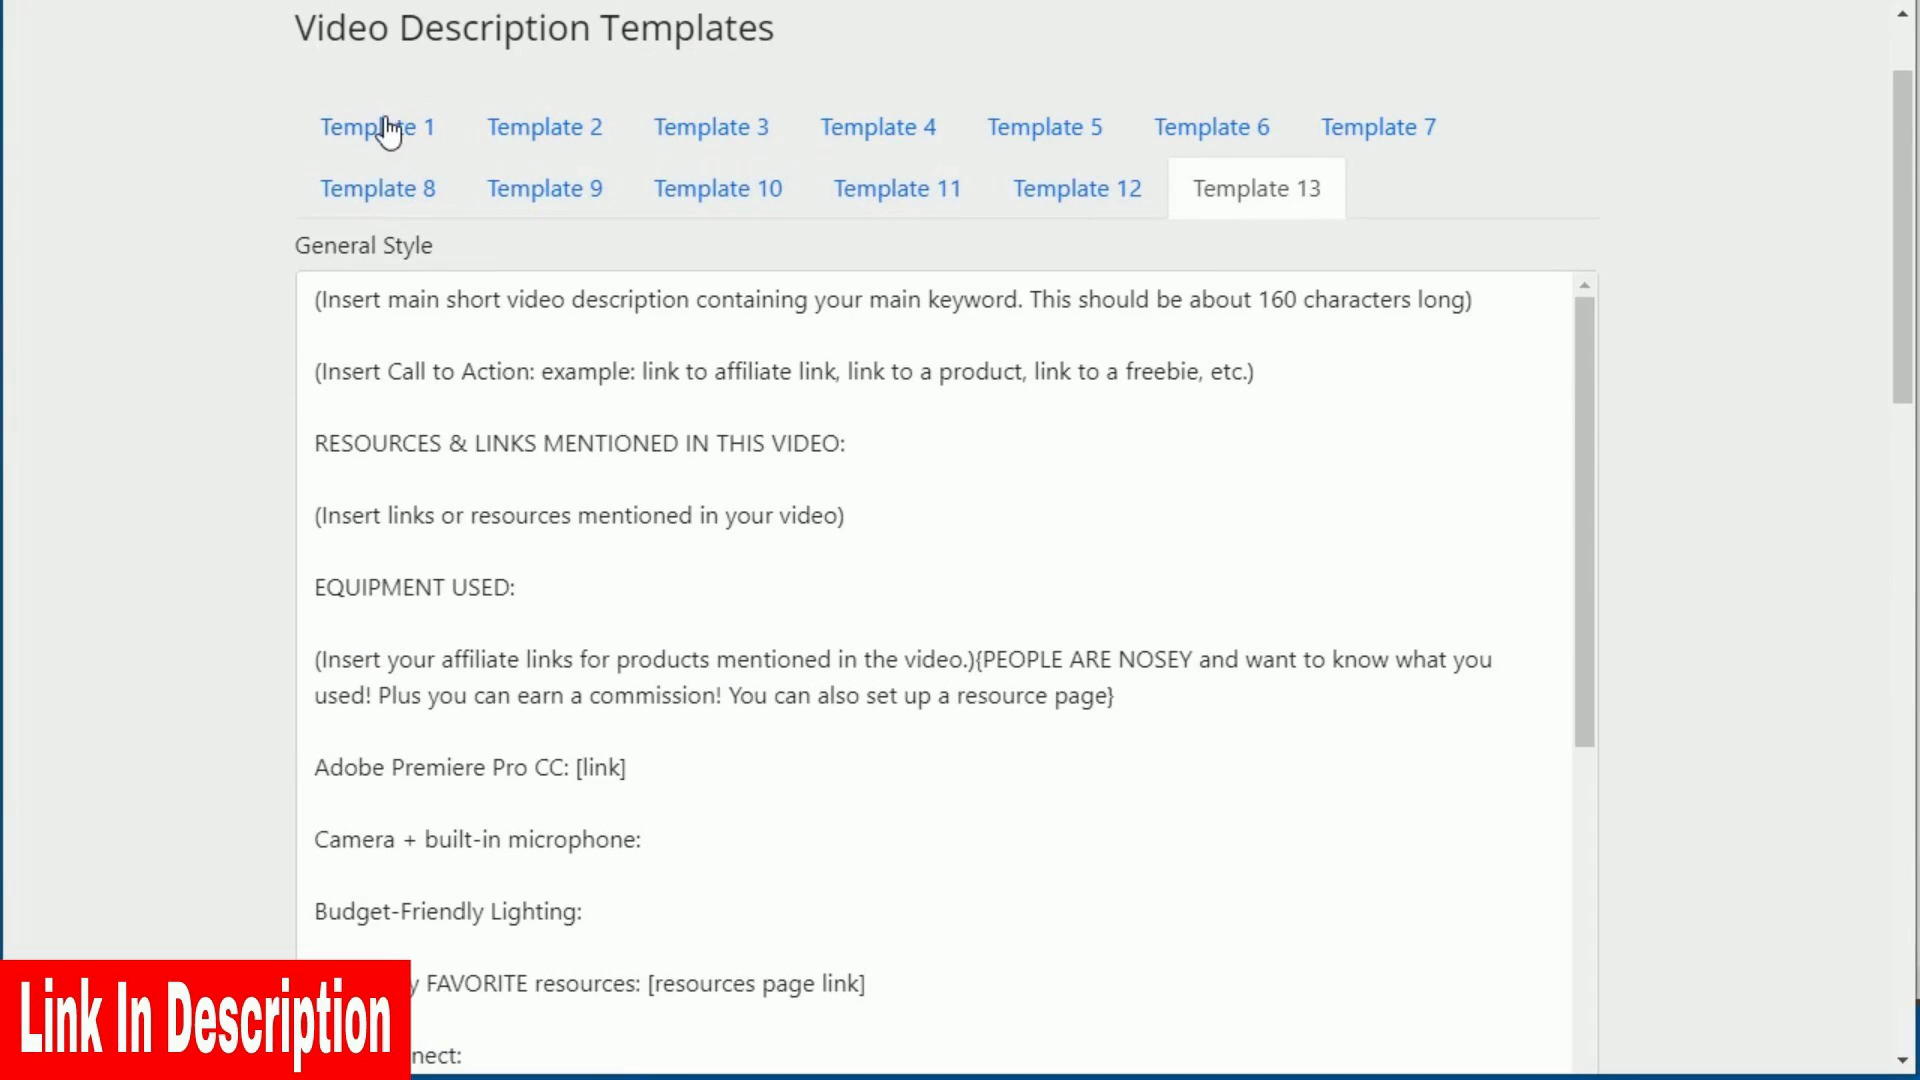 Video Description Templates
Template 1 Template 2 Template 3 Template 4 Template 5 Template 6 Template 7
Template 8 Template 9 Template 10 Template 11 Template 12 Template 13
General Style
(Insert main short video description containing your main keyword. This should be about 160 characters long)
(Insert Call to Action: example: link to affiliate link, link to a product, link to a freebie, etc.)
RESOURCES & LINKS MENTIONED IN THIS VIDEO:
(Insert links or resources mentioned in your video)
EQUIPMENT USED:
(Insert your affiliate links for products mentioned in the video.){PEOPLE ARE NOSEY and want to know what you
used! Plus you can earn a commission! You can also set up a resource page}
Adobe Premiere Pro CC: [link]
Camera + built-in microphone:
Budget-Friendly Lighting:
FAVORITE resources: [resources page link]
Link In Description